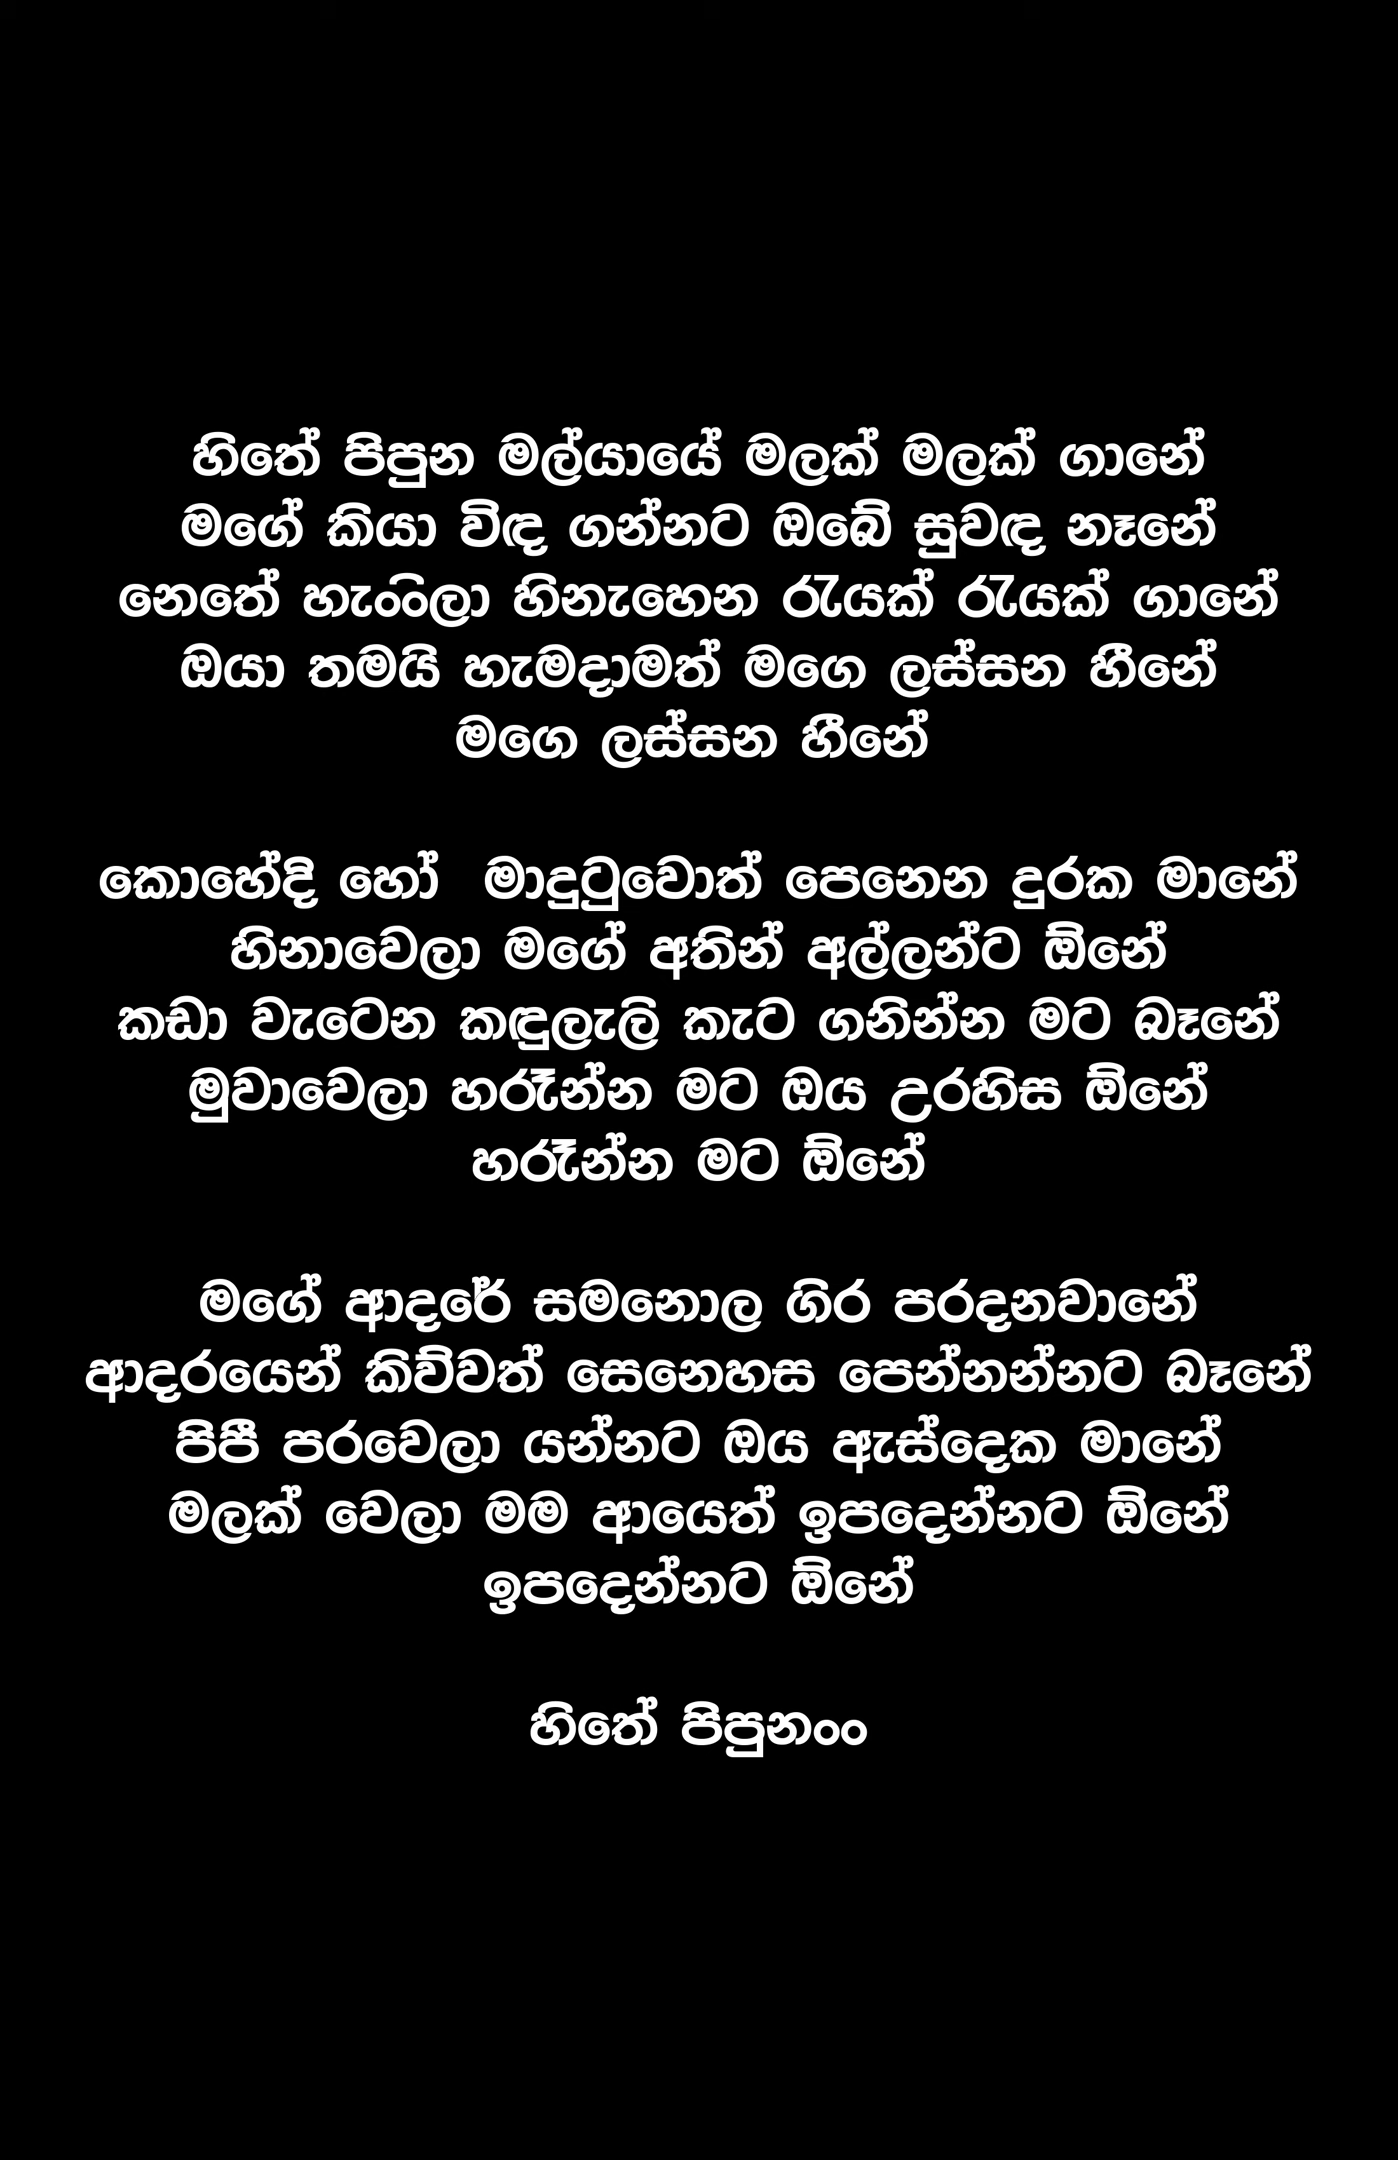 හිතේ පිපුන මල්යායේ මලක් මලක් ගානේ
මගේ කියා විඳ ගන්නට ඔබේ සුවඳ නෑනේ
නෙතේ හැංෆලා හිනැහෙන රැයක් රැයක් ගානේ
ඔයා තමයි හැමදාමත් මගෙ ලස්සන හීනේ
මගෙ ලස්සන හීනේ
කොහේදි හෝ මාදුටුවොත් පෙනෙන දුරක මානේ
හිනාවෙලා මගේ අතින් අල්ලන්ට ඕනේ
කඩා වැටෙන කඳුලැලි කැට ගනින්න මට බෑනේ
මුවාවෙලා හරෑන්න මට ඔය උරහිස ඕනේ
හරෑන්න මට ඕනේ
මගේ ආදරේ සමනොල ගිර පරදනවානේ
ආදරයෙන් කිව්වත් සෙනෙහස පෙන්නන්නට බෑනේ
පිපී පරවෙලා යන්නට ඔය ඇස්දෙක මානේ
මලක් වෙලා මම ආයෙත් ඉපදෙන්නට ඕනේ
ඉපදෙන්නට ඕනේ
හිතේ පිපුනංං